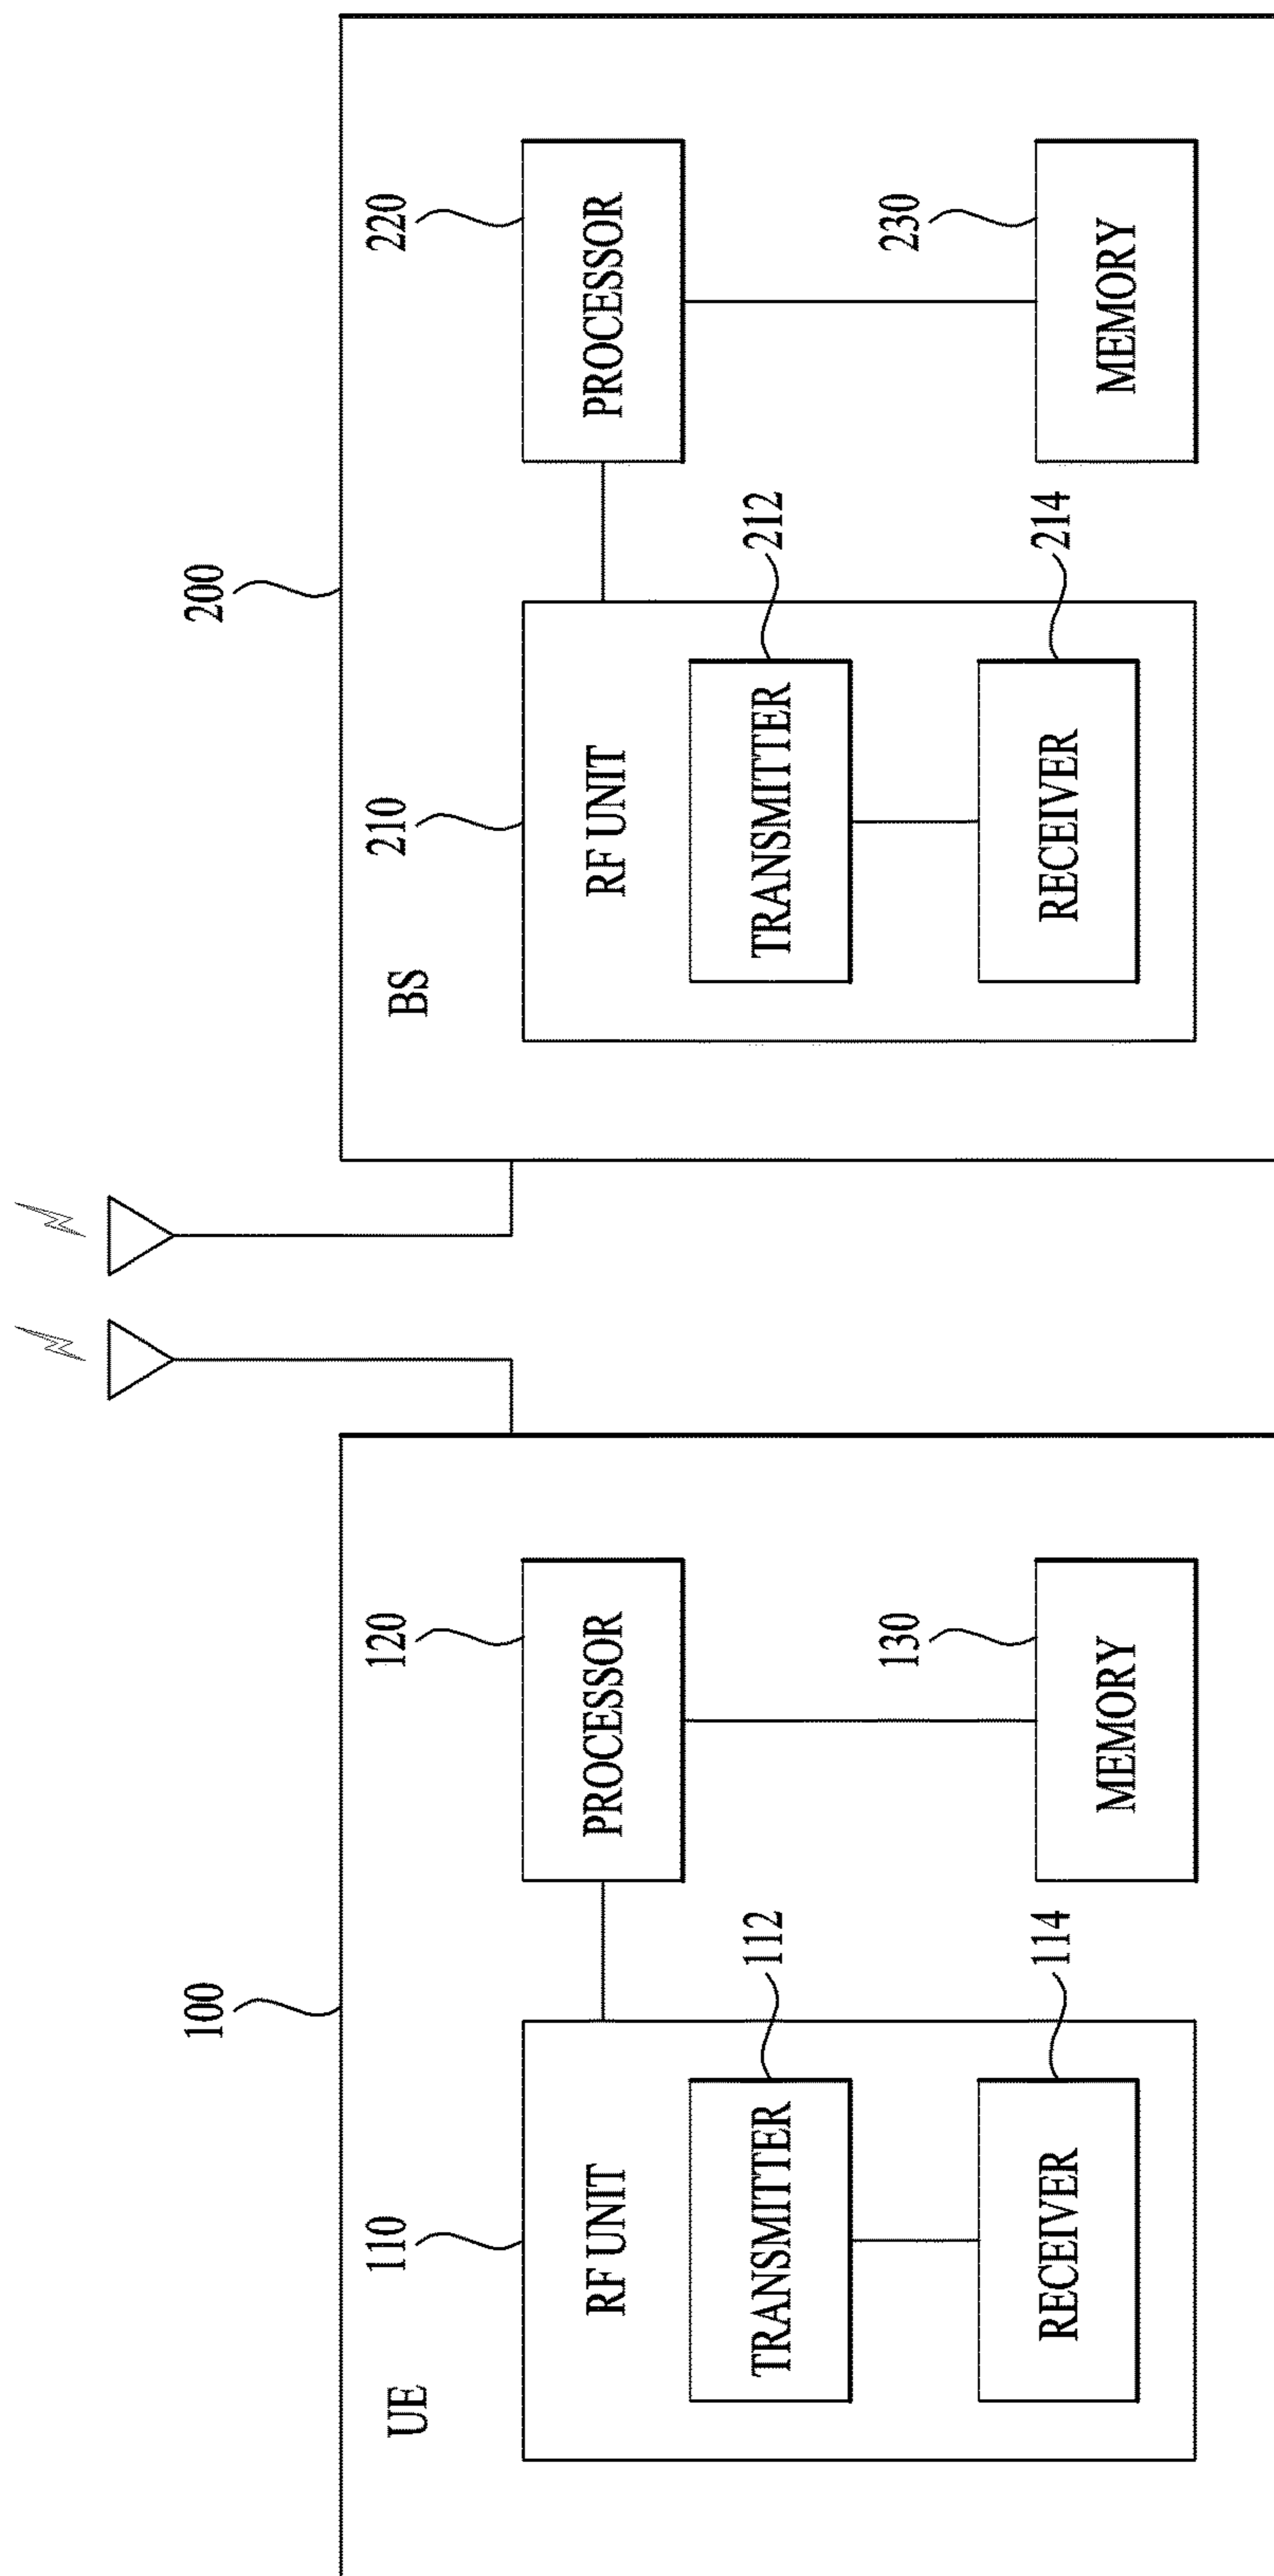 100
UE
110
RF UNIT
112
TRANSMITTER
114
RECEIVER
120
PROCESSOR
130
MEMORY
200
BS
210
RF UNIT
212
TRANSMITTER
214
RECEIVER
220
PROCESSOR
230
MEMORY